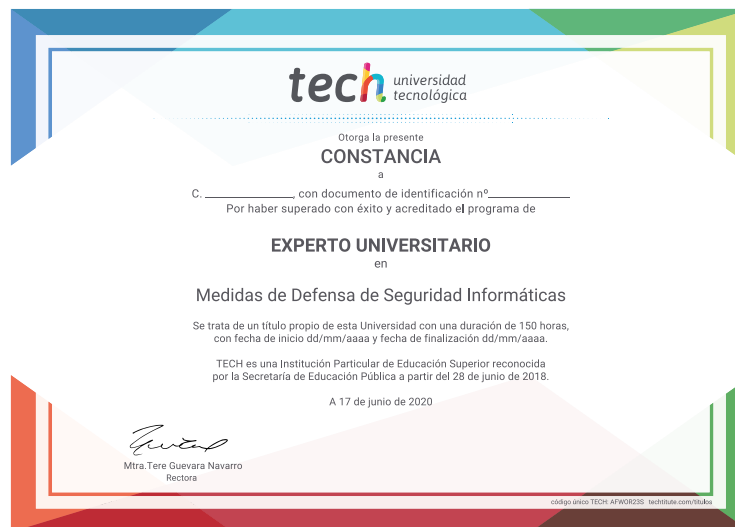 tech universidad
tecnológica
Otorga la presente
CONSTANCIA
a
C. ______________, con documento de identificación nº_____________
Por haber superado con éxito y acreditado el programa de
EXPERTO UNIVERSITARIO
en
Medidas de Defensa de Seguridad Informáticas
Se trata de un título propio de esta Universidad con una duración de 150 horas,
con fecha de inicio dd/mm/aaaa y fecha de finalización dd/mm/aaaa.
TECH es una Institución Particular de Educación Superior reconocida
por la Secretaría de Educación Pública a partir del 28 de junio de 2018.
A 17 de junio de 2020
Mtra.Tere Guevara Navarro
Rectora
código único TECH: AFWOR23S techtitute.com/titulos